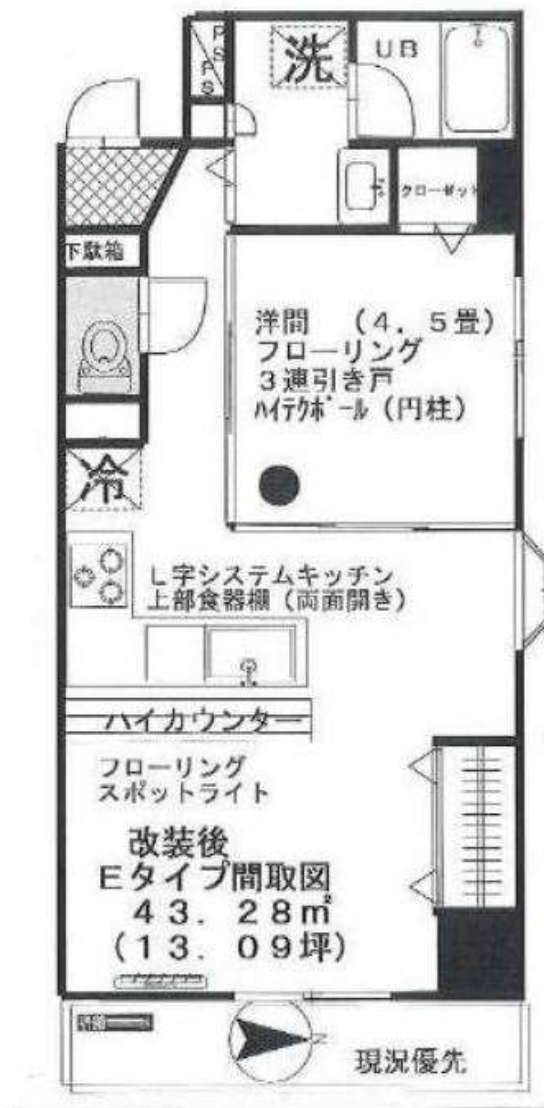 PS
PS
洗
UB
クローゼット
下駄箱
洋間 (4.5畳)
フローリング
3連引き戸
ハイテクポール (円柱)
冷
L字システムキッチン
上部食器棚 (両面開き)
ハイカウンター
フローリング
スポットライト
改装後
Eタイプ間取図
43.28㎡
(13.09坪)
N
現況優先